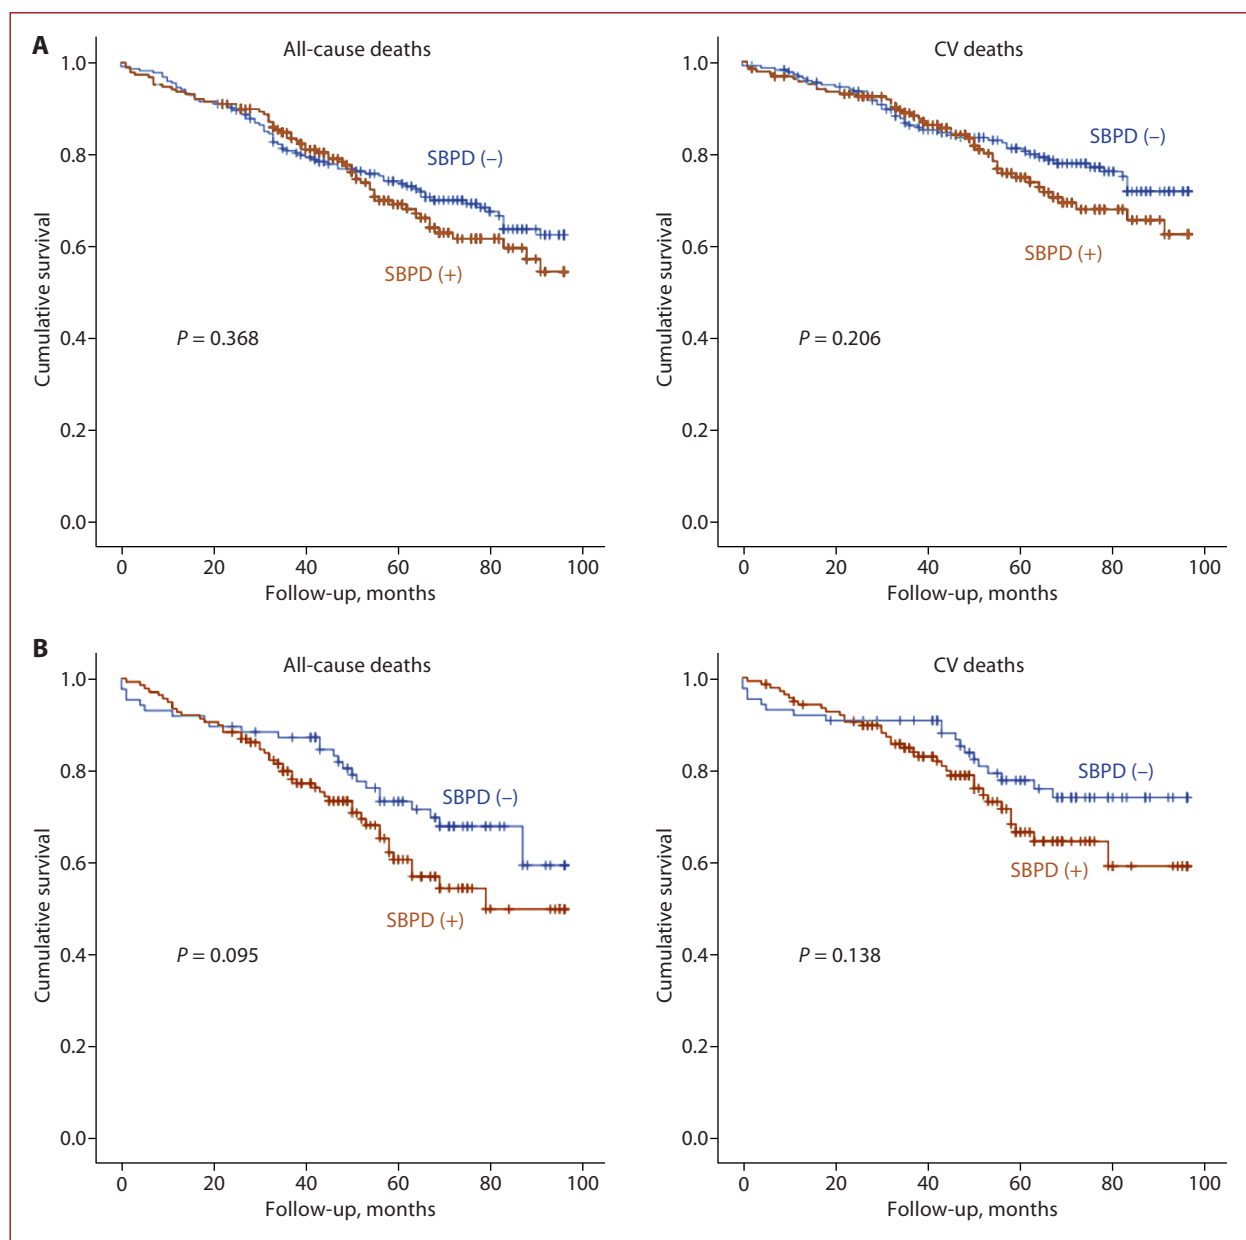 A
All-cause deaths
CV deaths
1.0
0.8
0.6
0.4
0.2
0.0
Cumulative survival
SBPD (–)
SBPD (+)
P = 0.368
0 20 40 60 80 100
Follow-up, months
1.0
0.8
0.6
0.4
0.2
0.0
Cumulative survival
SBPD (–)
SBPD (+)
P = 0.206
0 20 40 60 80 100
Follow-up, months
B
All-cause deaths
CV deaths
1.0
0.8
0.6
0.4
0.2
0.0
Cumulative survival
SBPD (–)
SBPD (+)
P = 0.095
0 20 40 60 80 100
Follow-up, months
1.0
0.8
0.6
0.4
0.2
0.0
Cumulative survival
SBPD (–)
SBPD (+)
P = 0.138
0 20 40 60 80 100
Follow-up, months